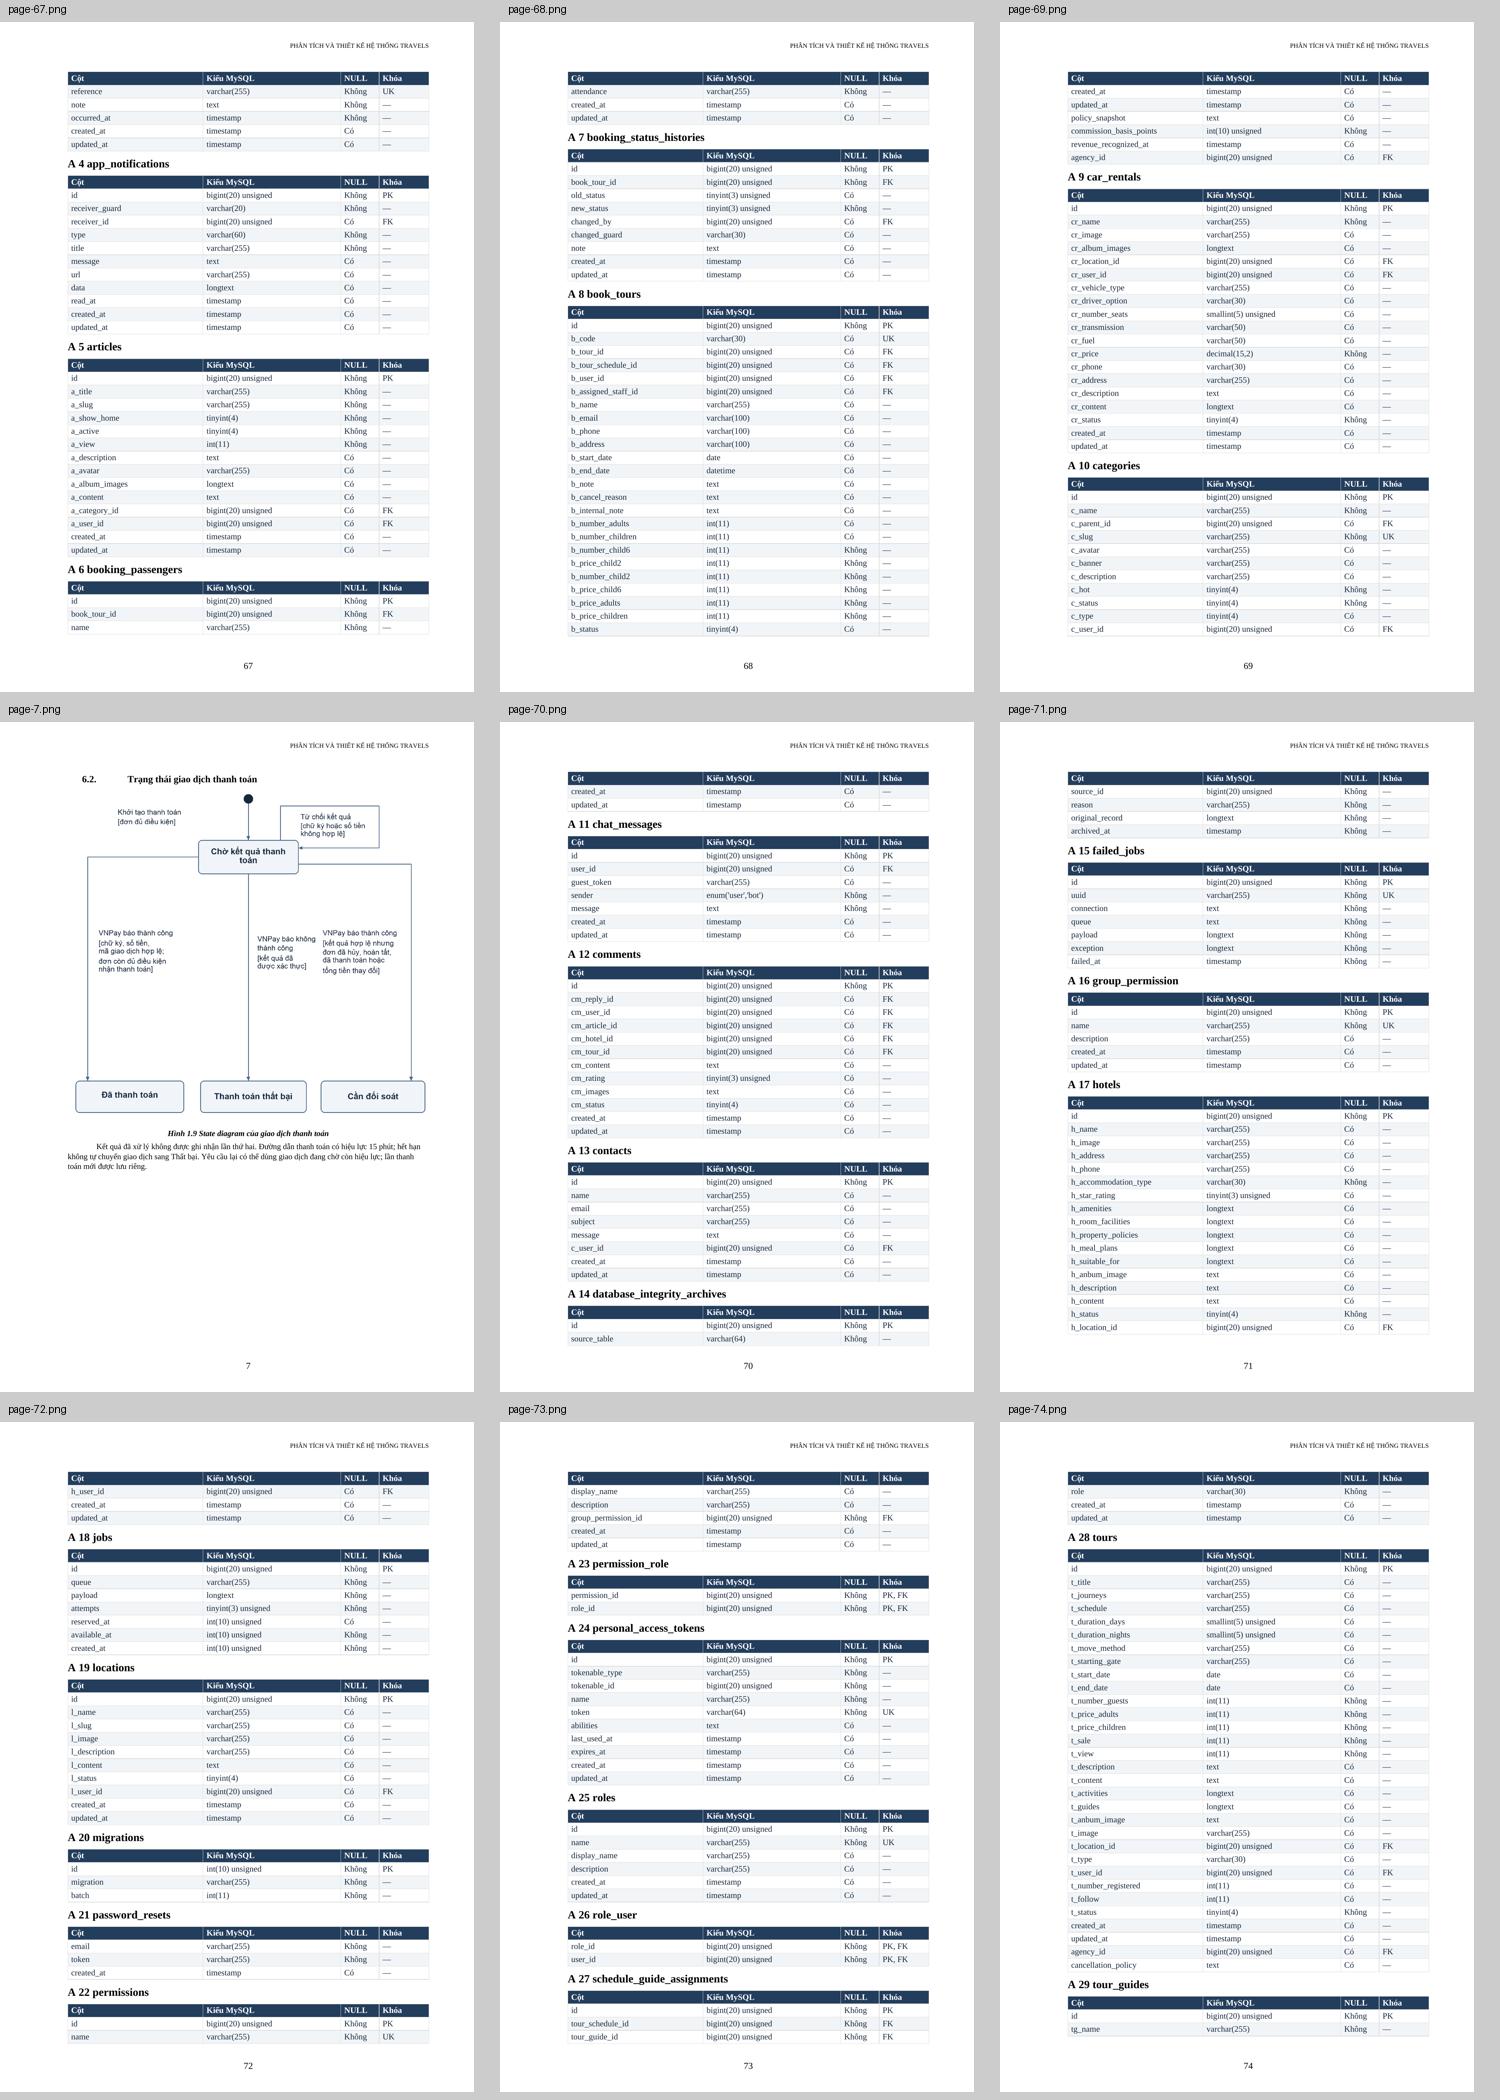 page-67.png
PHÂN TÍCH VÀ THIẾT KẾ HỆ THỐNG TRAVELS
Cột Kiểu MySQL NULL Khóa
reference varchar(255) Không UK
note text Không —
occurred_at timestamp Không —
created_at timestamp Có —
updated_at timestamp Có —
A 4 app_notifications
Cột Kiểu MySQL NULL Khóa
id bigint(20) unsigned Không PK
receiver_guard varchar(20) Không —
receiver_id bigint(20) unsigned Có FK
type varchar(60) Không —
title varchar(255) Không —
message text Có —
url varchar(255) Có —
data longtext Có —
read_at timestamp Có —
created_at timestamp Có —
updated_at timestamp Có —
A 5 articles
Cột Kiểu MySQL NULL Khóa
id bigint(20) unsigned Không PK
a_title varchar(255) Không —
a_slug varchar(255) Không —
a_show_home tinyint(4) Không —
a_active tinyint(4) Không —
a_view int(11) Không —
a_description text Có —
a_avatar varchar(255) Có —
a_album_images longtext Có —
a_content text Có —
a_category_id bigint(20) unsigned Có FK
a_user_id bigint(20) unsigned Có FK
created_at timestamp Có —
updated_at timestamp Có —
A 6 booking_passengers
Cột Kiểu MySQL NULL Khóa
id bigint(20) unsigned Không PK
book_tour_id bigint(20) unsigned Không FK
name varchar(255) Không —
67
page-68.png
PHÂN TÍCH VÀ THIẾT KẾ HỆ THỐNG TRAVELS
Cột Kiểu MySQL NULL Khóa
attendance varchar(255) Không —
created_at timestamp Có —
updated_at timestamp Có —
A 7 booking_status_histories
Cột Kiểu MySQL NULL Khóa
id bigint(20) unsigned Không PK
book_tour_id bigint(20) unsigned Không FK
old_status tinyint(3) unsigned Có —
new_status tinyint(3) unsigned Không —
changed_by bigint(20) unsigned Có FK
changed_guard varchar(30) Có —
note text Có —
created_at timestamp Có —
updated_at timestamp Có —
A 8 book_tours
Cột Kiểu MySQL NULL Khóa
id bigint(20) unsigned Không PK
b_code varchar(30) Có UK
b_tour_id bigint(20) unsigned Có FK
b_tour_schedule_id bigint(20) unsigned Có FK
b_user_id bigint(20) unsigned Có FK
b_assigned_staff_id bigint(20) unsigned Có FK
b_name varchar(255) Có —
b_email varchar(100) Có —
b_phone varchar(100) Có —
b_address varchar(100) Có —
b_start_date date Có —
b_end_date datetime Có —
b_note text Có —
b_cancel_reason text Có —
b_internal_note text Có —
b_number_adults int(11) Có —
b_number_children int(11) Có —
b_number_child6 int(11) Không —
b_price_child2 int(11) Không —
b_number_child2 int(11) Không —
b_price_child6 int(11) Không —
b_price_adults int(11) Không —
b_price_children int(11) Không —
b_status tinyint(4) Có —
68
page-69.png
PHÂN TÍCH VÀ THIẾT KẾ HỆ THỐNG TRAVELS
Cột Kiểu MySQL NULL Khóa
created_at timestamp Có —
updated_at timestamp Có —
policy_snapshot text Có —
commission_basis_points int(10) unsigned Không —
revenue_recognized_at timestamp Có —
agency_id bigint(20) unsigned Có FK
A 9 car_rentals
Cột Kiểu MySQL NULL Khóa
id bigint(20) unsigned Không PK
cr_name varchar(255) Không —
cr_image varchar(255) Có —
cr_album_images longtext Có —
cr_location_id bigint(20) unsigned Có FK
cr_user_id bigint(20) unsigned Có FK
cr_vehicle_type varchar(255) Có —
cr_driver_option varchar(30) Có —
cr_number_seats smallint(5) unsigned Có —
cr_transmission varchar(50) Có —
cr_fuel varchar(50) Có —
cr_price decimal(15,2) Không —
cr_phone varchar(30) Có —
cr_address varchar(255) Có —
cr_description text Có —
cr_content longtext Có —
cr_status tinyint(4) Không —
created_at timestamp Có —
updated_at timestamp Có —
A 10 categories
Cột Kiểu MySQL NULL Khóa
id bigint(20) unsigned Không PK
c_name varchar(255) Không —
c_parent_id bigint(20) unsigned Có FK
c_slug varchar(255) Không UK
c_avatar varchar(255) Có —
c_banner varchar(255) Có —
c_description varchar(255) Có —
c_hot tinyint(4) Không —
c_status tinyint(4) Không —
c_type tinyint(4) Có —
c_user_id bigint(20) unsigned Có FK
69
page-7.png
PHÂN TÍCH VÀ THIẾT KẾ HỆ THỐNG TRAVELS
6.2. Trạng thái giao dịch thanh toán
Khởi tạo thanh toán
[đơn đủ điều kiện]
Từ chối kết quả
[chữ ký hoặc số tiền
không hợp lệ]
Chờ kết quả thanh
toán
VNPay báo thành công
[chữ ký, số tiền,
mã giao dịch hợp lệ;
đơn còn đủ điều kiện
nhận thanh toán]
VNPay báo không
thành công
[kết quả đã
được xác thực]
VNPay báo thành công
[kết quả hợp lệ nhưng
đơn đã hủy, hoàn tất,
đã thanh toán hoặc
tổng tiền thay đổi]
Đã thanh toán
Thanh toán thất bại
Cần đối soát
Hình 1.9 State diagram của giao dịch thanh toán
Kết quả đã xử lý không được ghi nhận lần thứ hai. Đường dẫn thanh toán có hiệu lực 15 phút; hết hạn
không tự chuyển giao dịch sang Thất bại. Yêu cầu lại có thể dùng giao dịch đang chờ còn hiệu lực; lần thanh
toán mới được lưu riêng.
7
page-70.png
PHÂN TÍCH VÀ THIẾT KẾ HỆ THỐNG TRAVELS
Cột Kiểu MySQL NULL Khóa
created_at timestamp Có —
updated_at timestamp Có —
A 11 chat_messages
Cột Kiểu MySQL NULL Khóa
id bigint(20) unsigned Không PK
user_id bigint(20) unsigned Có FK
guest_token varchar(255) Có —
sender enum('user','bot') Không —
message text Không —
created_at timestamp Có —
updated_at timestamp Có —
A 12 comments
Cột Kiểu MySQL NULL Khóa
id bigint(20) unsigned Không PK
cm_reply_id bigint(20) unsigned Có FK
cm_user_id bigint(20) unsigned Có FK
cm_article_id bigint(20) unsigned Có FK
cm_hotel_id bigint(20) unsigned Có FK
cm_tour_id bigint(20) unsigned Có FK
cm_content text Có —
cm_rating tinyint(3) unsigned Có —
cm_images text Có —
cm_status tinyint(4) Có —
created_at timestamp Có —
updated_at timestamp Có —
A 13 contacts
Cột Kiểu MySQL NULL Khóa
id bigint(20) unsigned Không PK
name varchar(255) Có —
email varchar(255) Có —
subject varchar(255) Có —
message text Có —
c_user_id bigint(20) unsigned Có FK
created_at timestamp Có —
updated_at timestamp Có —
A 14 database_integrity_archives
Cột Kiểu MySQL NULL Khóa
id bigint(20) unsigned Không PK
source_table varchar(64) Không —
70
page-71.png
PHÂN TÍCH VÀ THIẾT KẾ HỆ THỐNG TRAVELS
Cột Kiểu MySQL NULL Khóa
source_id bigint(20) unsigned Không —
reason varchar(255) Không —
original_record longtext Không —
archived_at timestamp Không —
A 15 failed_jobs
Cột Kiểu MySQL NULL Khóa
id bigint(20) unsigned Không PK
uuid varchar(255) Không UK
connection text Không —
queue text Không —
payload longtext Không —
exception longtext Không —
failed_at timestamp Không —
A 16 group_permission
Cột Kiểu MySQL NULL Khóa
id bigint(20) unsigned Không PK
name varchar(255) Không UK
description varchar(255) Có —
created_at timestamp Có —
updated_at timestamp Có —
A 17 hotels
Cột Kiểu MySQL NULL Khóa
id bigint(20) unsigned Không PK
h_name varchar(255) Có —
h_image varchar(255) Có —
h_address varchar(255) Có —
h_phone varchar(255) Có —
h_accommodation_type varchar(30) Không —
h_star_rating tinyint(3) unsigned Có —
h_amenities longtext Có —
h_room_facilities longtext Có —
h_property_policies longtext Có —
h_meal_plans longtext Có —
h_suitable_for longtext Có —
h_anbum_image text Có —
h_description text Có —
h_content text Có —
h_status tinyint(4) Không —
h_location_id bigint(20) unsigned Có FK
71
page-72.png
PHÂN TÍCH VÀ THIẾT KẾ HỆ THỐNG TRAVELS
Cột Kiểu MySQL NULL Khóa
h_user_id bigint(20) unsigned Có FK
created_at timestamp Có —
updated_at timestamp Có —
A 18 jobs
Cột Kiểu MySQL NULL Khóa
id bigint(20) unsigned Không PK
queue varchar(255) Không —
payload longtext Không —
attempts tinyint(3) unsigned Không —
reserved_at int(10) unsigned Có —
available_at int(10) unsigned Không —
created_at int(10) unsigned Không —
A 19 locations
Cột Kiểu MySQL NULL Khóa
id bigint(20) unsigned Không PK
l_name varchar(255) Có —
l_slug varchar(255) Có —
l_image varchar(255) Có —
l_description varchar(255) Có —
l_content text Có —
l_status tinyint(4) Có —
l_user_id bigint(20) unsigned Có FK
created_at timestamp Có —
updated_at timestamp Có —
A 20 migrations
Cột Kiểu MySQL NULL Khóa
id int(10) unsigned Không PK
migration varchar(255) Không —
batch int(11) Không —
A 21 password_resets
Cột Kiểu MySQL NULL Khóa
email varchar(255) Không —
token varchar(255) Không —
created_at timestamp Có —
A 22 permissions
Cột Kiểu MySQL NULL Khóa
id bigint(20) unsigned Không PK
name varchar(255) Không UK
72
page-73.png
PHÂN TÍCH VÀ THIẾT KẾ HỆ THỐNG TRAVELS
Cột Kiểu MySQL NULL Khóa
display_name varchar(255) Có —
description varchar(255) Có —
group_permission_id bigint(20) unsigned Không FK
created_at timestamp Có —
updated_at timestamp Có —
A 23 permission_role
Cột Kiểu MySQL NULL Khóa
permission_id bigint(20) unsigned Không PK, FK
role_id bigint(20) unsigned Không PK, FK
A 24 personal_access_tokens
Cột Kiểu MySQL NULL Khóa
id bigint(20) unsigned Không PK
tokenable_type varchar(255) Không —
tokenable_id bigint(20) unsigned Không —
name varchar(255) Không —
token varchar(64) Không UK
abilities text Có —
last_used_at timestamp Có —
expires_at timestamp Có —
created_at timestamp Có —
updated_at timestamp Có —
A 25 roles
Cột Kiểu MySQL NULL Khóa
id bigint(20) unsigned Không PK
name varchar(255) Không UK
display_name varchar(255) Có —
description varchar(255) Có —
created_at timestamp Có —
updated_at timestamp Có —
A 26 role_user
Cột Kiểu MySQL NULL Khóa
role_id bigint(20) unsigned Không PK, FK
user_id bigint(20) unsigned Không PK, FK
A 27 schedule_guide_assignments
Cột Kiểu MySQL NULL Khóa
id bigint(20) unsigned Không PK
tour_schedule_id bigint(20) unsigned Không FK
tour_guide_id bigint(20) unsigned Không FK
73
page-74.png
PHÂN TÍCH VÀ THIẾT KẾ HỆ THỐNG TRAVELS
Cột Kiểu MySQL NULL Khóa
role varchar(30) Không —
created_at timestamp Có —
updated_at timestamp Có —
A 28 tours
Cột Kiểu MySQL NULL Khóa
id bigint(20) unsigned Không PK
t_title varchar(255) Có —
t_journeys varchar(255) Có —
t_schedule varchar(255) Có —
t_duration_days smallint(5) unsigned Có —
t_duration_nights smallint(5) unsigned Có —
t_move_method varchar(255) Có —
t_starting_gate varchar(255) Có —
t_start_date date Có —
t_end_date date Có —
t_number_guests int(11) Không —
t_price_adults int(11) Không —
t_price_children int(11) Không —
t_sale int(11) Không —
t_view int(11) Không —
t_description text Có —
t_content text Có —
t_activities longtext Có —
t_guides longtext Có —
t_anbum_image text Có —
t_image varchar(255) Có —
t_location_id bigint(20) unsigned Có FK
t_type varchar(30) Có —
t_user_id bigint(20) unsigned Có FK
t_number_registered int(11) Có —
t_follow int(11) Có —
t_status tinyint(4) Không —
created_at timestamp Có —
updated_at timestamp Có —
agency_id bigint(20) unsigned Có FK
cancellation_policy text Có —
A 29 tour_guides
Cột Kiểu MySQL NULL Khóa
id bigint(20) unsigned Không PK
tg_name varchar(255) Không —
74